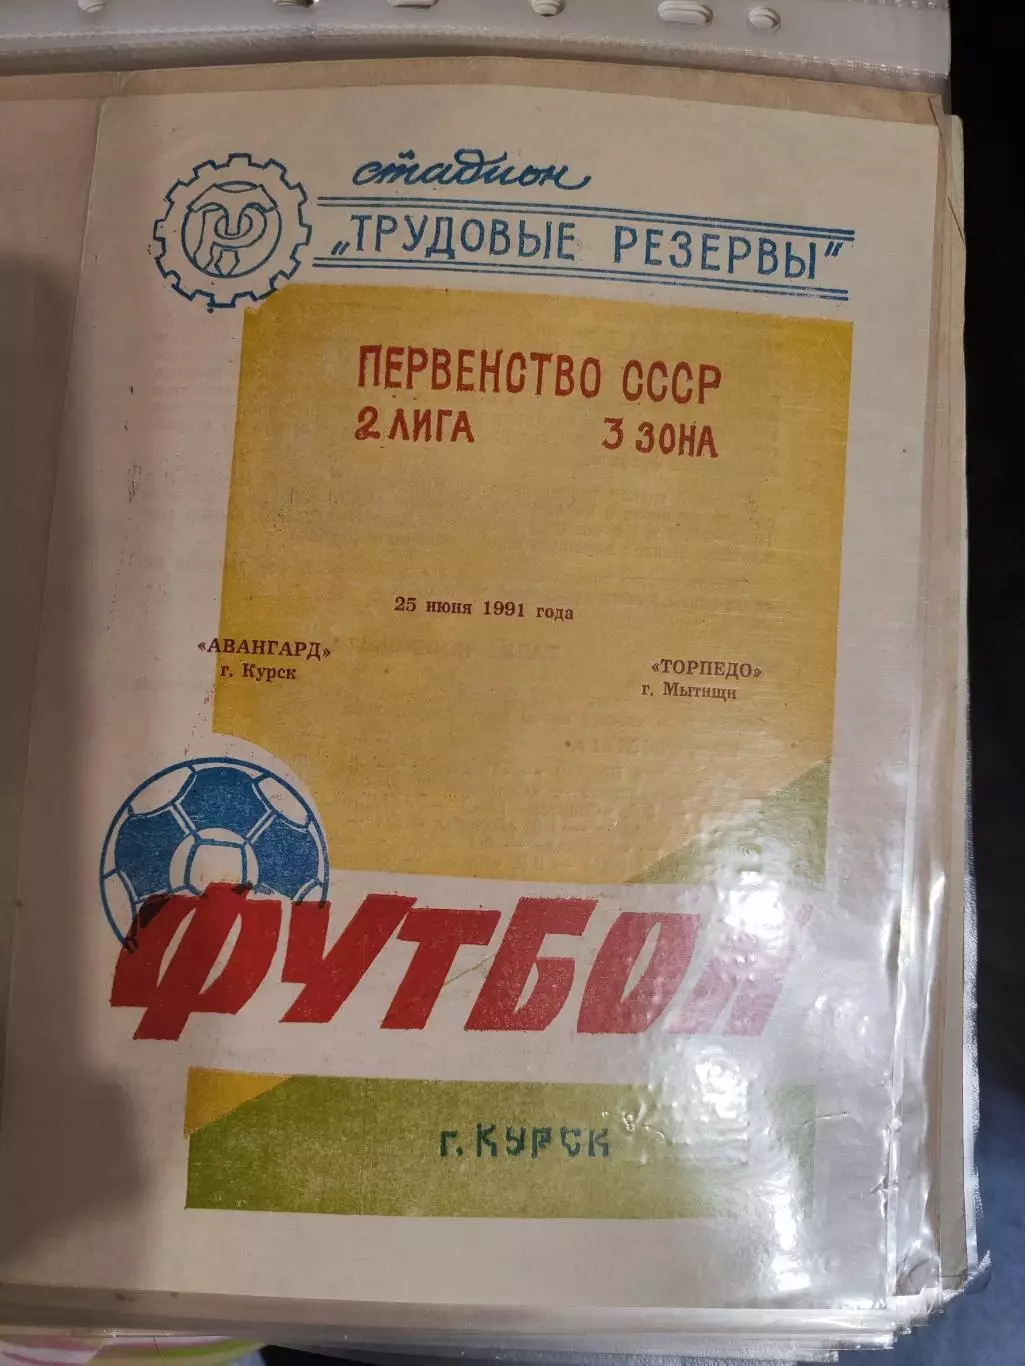 стадион
„ТРУДОВЫЕ РЕЗЕРВЫ“
ПЕРВЕНСТВО СССР
2 ЛИГА 3 ЗОНА
25 июня 1991 года
«АВАНГАРД» «ТОРПЕДО»
г. Курск г. Мытищи
ФУТБОЛ
г. КУРСК